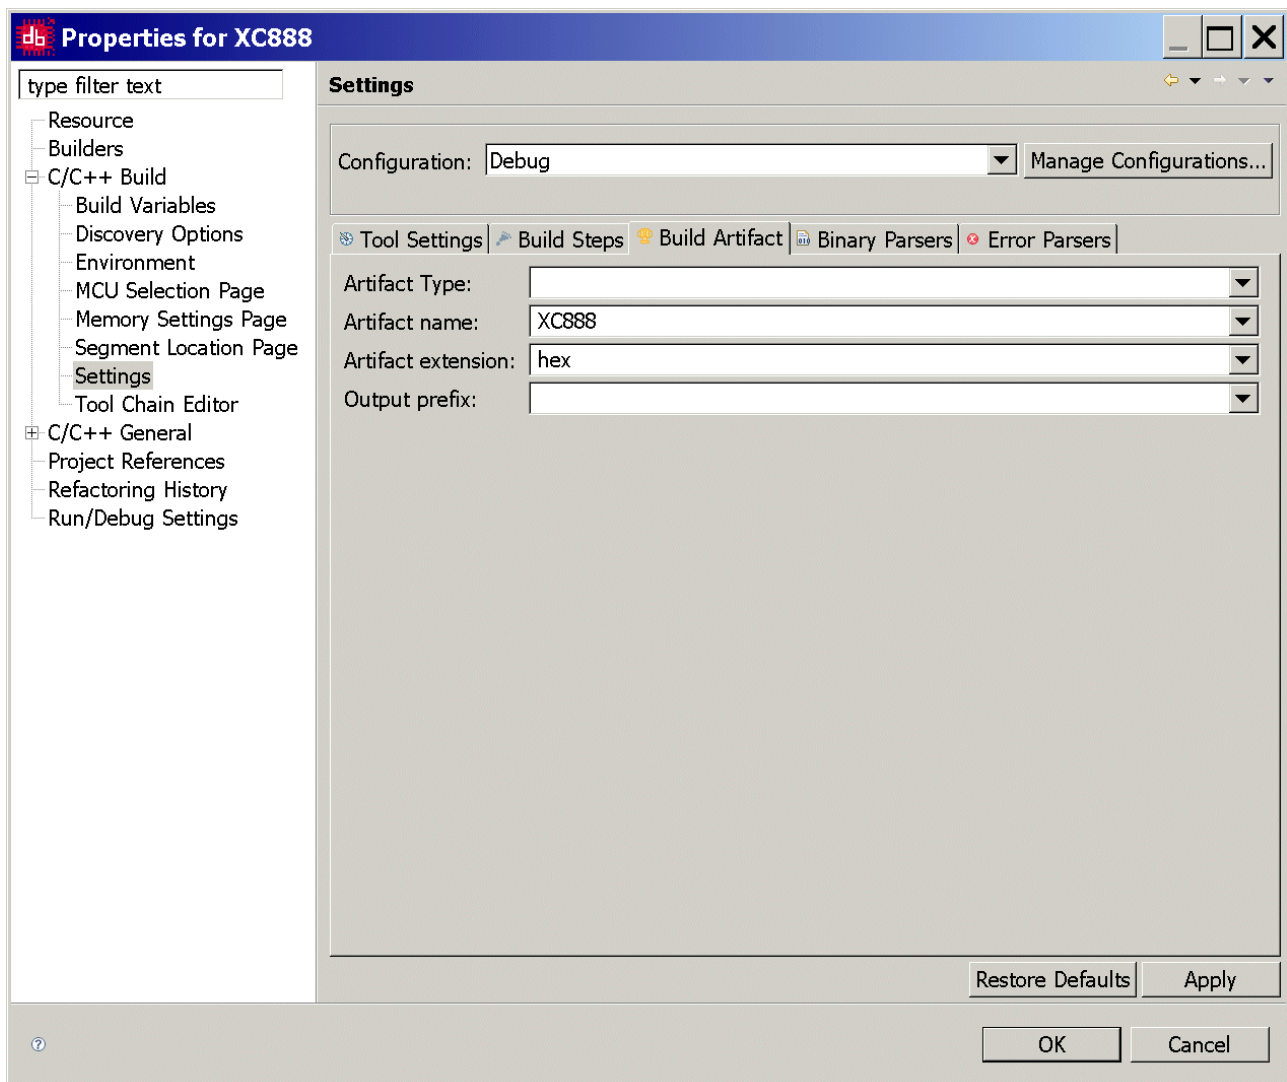 db Properties for XC888
type filter text
Resource
Builders
C/C++ Build
Build Variables
Discovery Options
Environment
MCU Selection Page
Memory Settings Page
Segment Location Page
Settings
Tool Chain Editor
C/C++ General
Project References
Refactoring History
Run/Debug Settings
Settings
Configuration: Debug Manage Configurations...
Tool Settings Build Steps Build Artifact Binary Parsers Error Parsers
Artifact Type:
Artifact name: XC888
Artifact extension: hex
Output prefix:
Restore Defaults Apply
OK Cancel